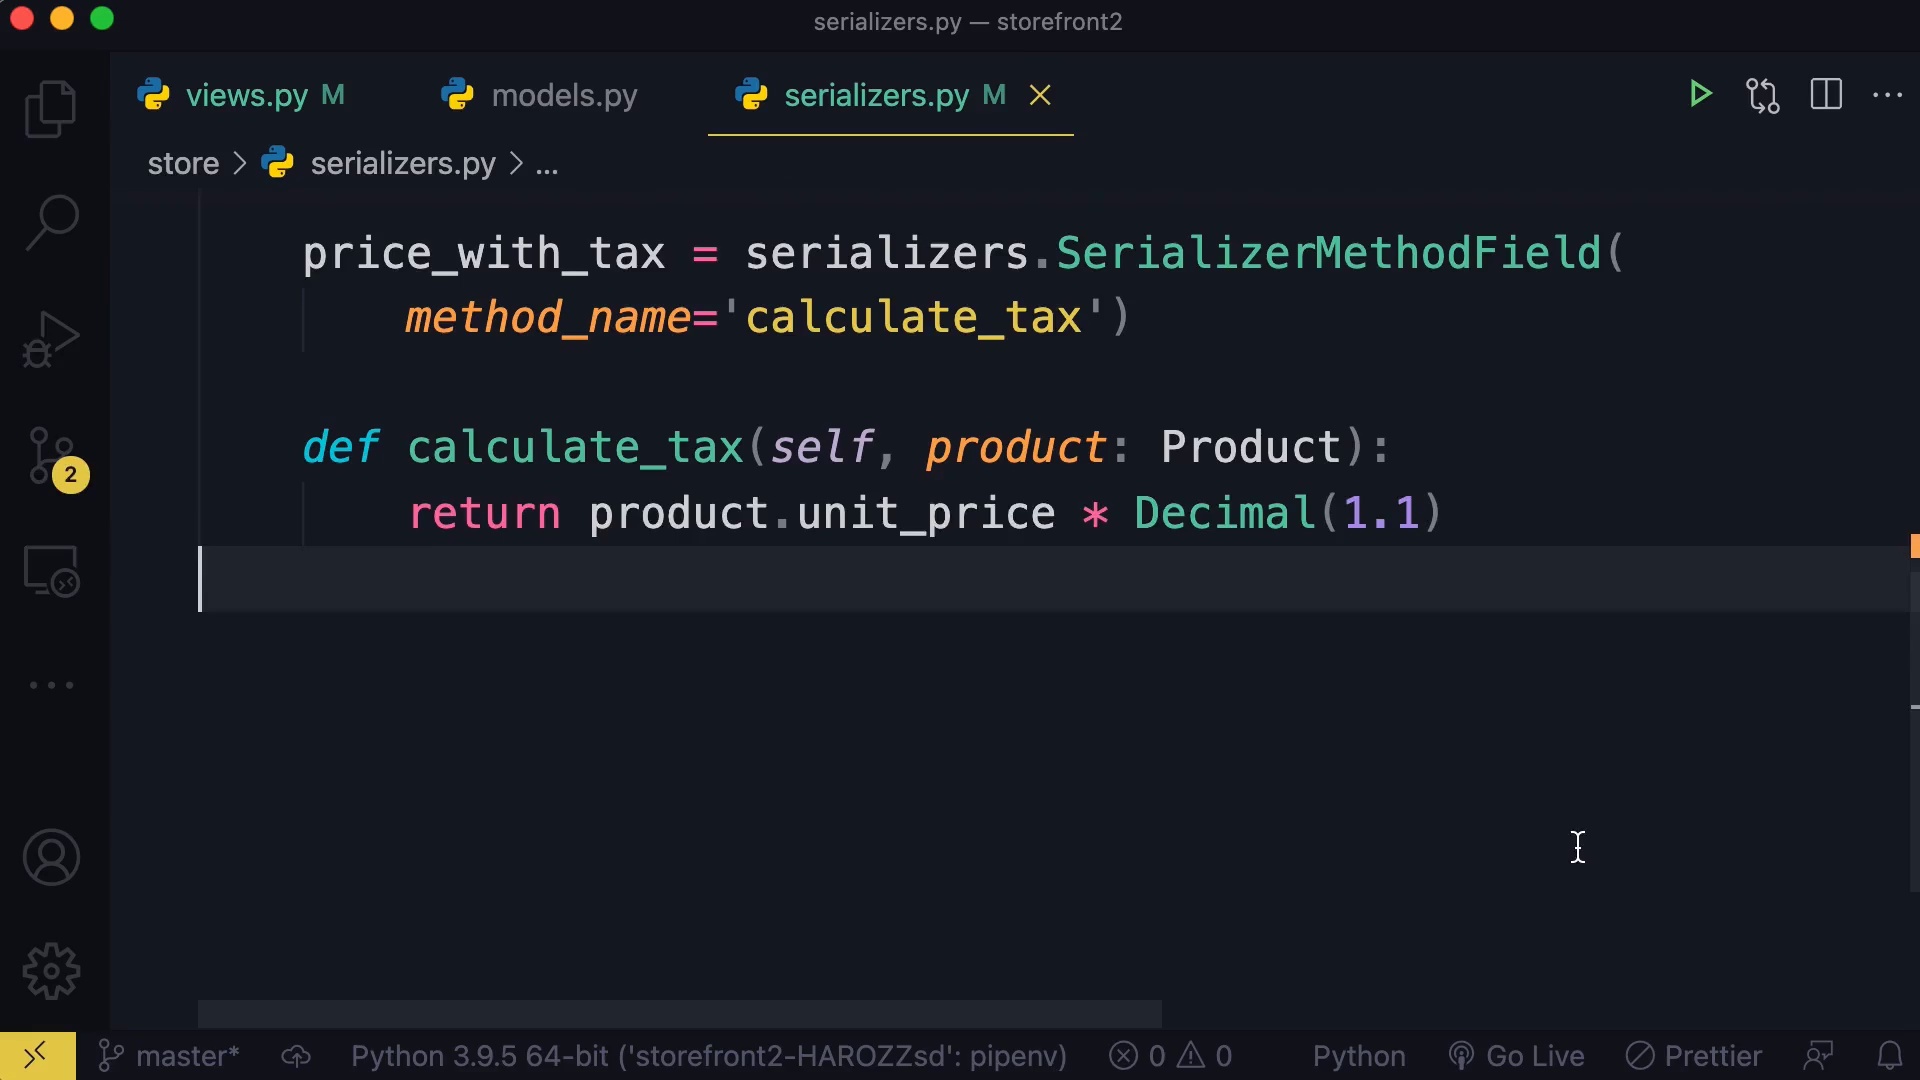 serializers.py — storefront2
views.py M models.py serializers.py M
store > serializers.py > ...
price_with_tax = serializers.SerializerMethodField(
method_name='calculate_tax')
def calculate_tax(self, product: Product):
return product.unit_price * Decimal(1.1)
2
master* Python 3.9.5 64-bit ('storefront2-HAROZZsd': pipenv) 0 0 Python Go Live Prettier